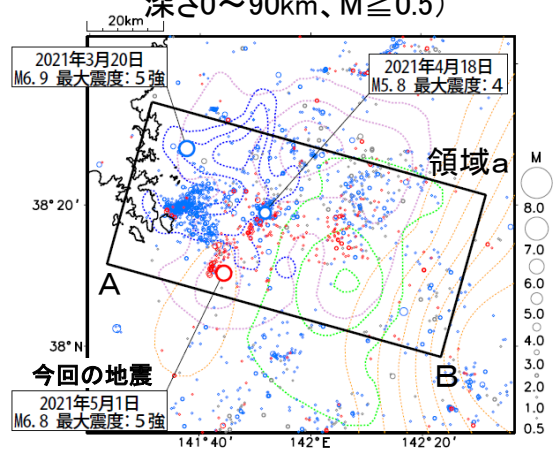 深さ0～90km、M≧0.5）
20km
2021年3月20日
M6.9 最大震度：5強
2021年4月18日
M5.8 最大震度：4
領域a
M
8.0
7.0
6.0
5.0
4.0
3.0
2.0
1.0
0.5
38°20′
A
38°N
B
今回の地震
2021年5月1日
M6.8 最大震度：5強
141°40′
142°E
142°20′